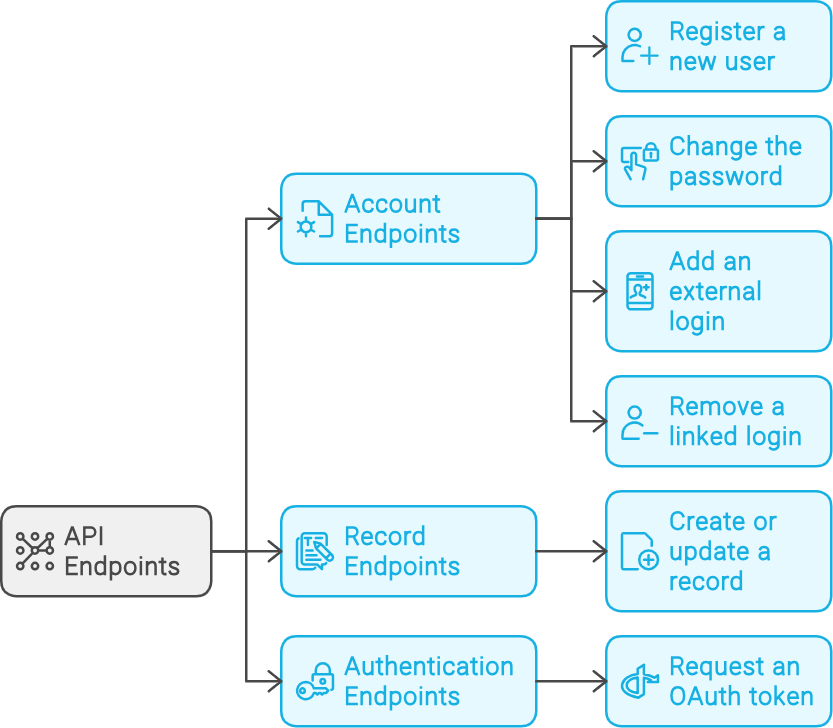 Register a
new user
Change the
password
Account
Endpoints
Add an
external
login
Remove a
linked login
API
Endpoints
Record
Endpoints
Create or
update a
record
Authentication
Endpoints
Request an
OAuth token